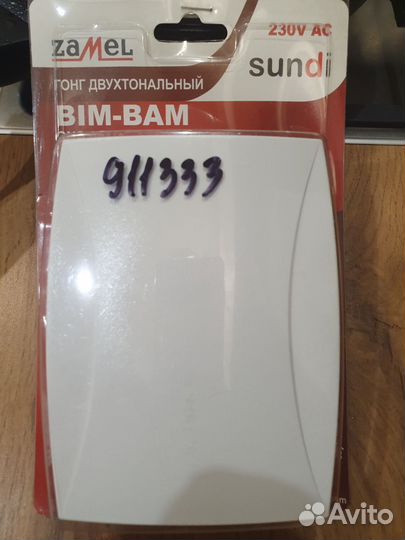 zamel
230V AC
sundi
ГОНГ ДВУХТОНАЛЬНЫЙ
BIM-BAM
911333
Avito